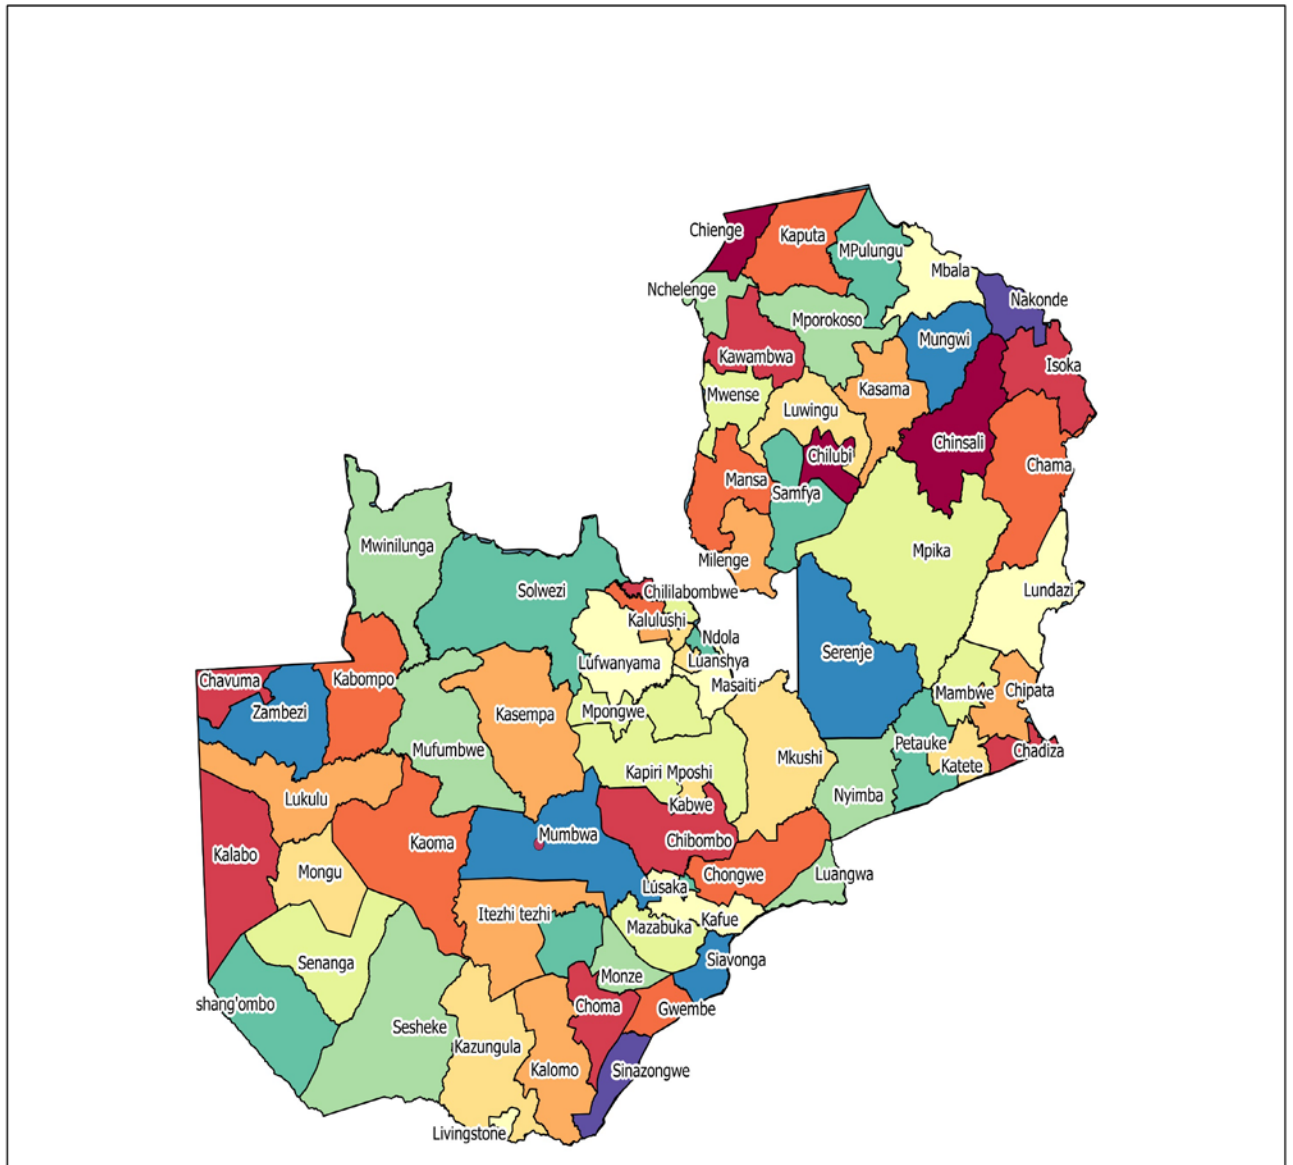 Chienge
Kaputa
MPulungu
Mbala
Nchelenge
Nakonde
Mporokoso
Mungwi
Kawambwa
Isoka
Kasama
Mwense
Luwingu
Chinsali
Chilubi
Chama
Mansa
Samfya
Mwinilunga
Mpika
Milenge
Solwezi
Chililabombwe
Lundazi
Kalulushi
Ndola
Serenje
Lufwanyama
Luanshya
Chavuma
Kabompo
Masaiti
Mambwe
Chipata
Zambezi
Kasempa
Mpongwe
Petauke
Chadiza
Mufumbwe
Mkushi
Katete
Kapiri Mposhi
Lukulu
Nyimba
Kabwe
Mumbwa
Kaoma
Chibombo
Kalabo
Mongu
Chongwe
Luangwa
Lusaka
Itezhi tezhi
Kafue
Mazabuka
Senanga
Siavonga
Monze
shang'ombo
Choma
Gwembe
Sesheke
Kazungula
Kalomo
Sinazongwe
Livingstone